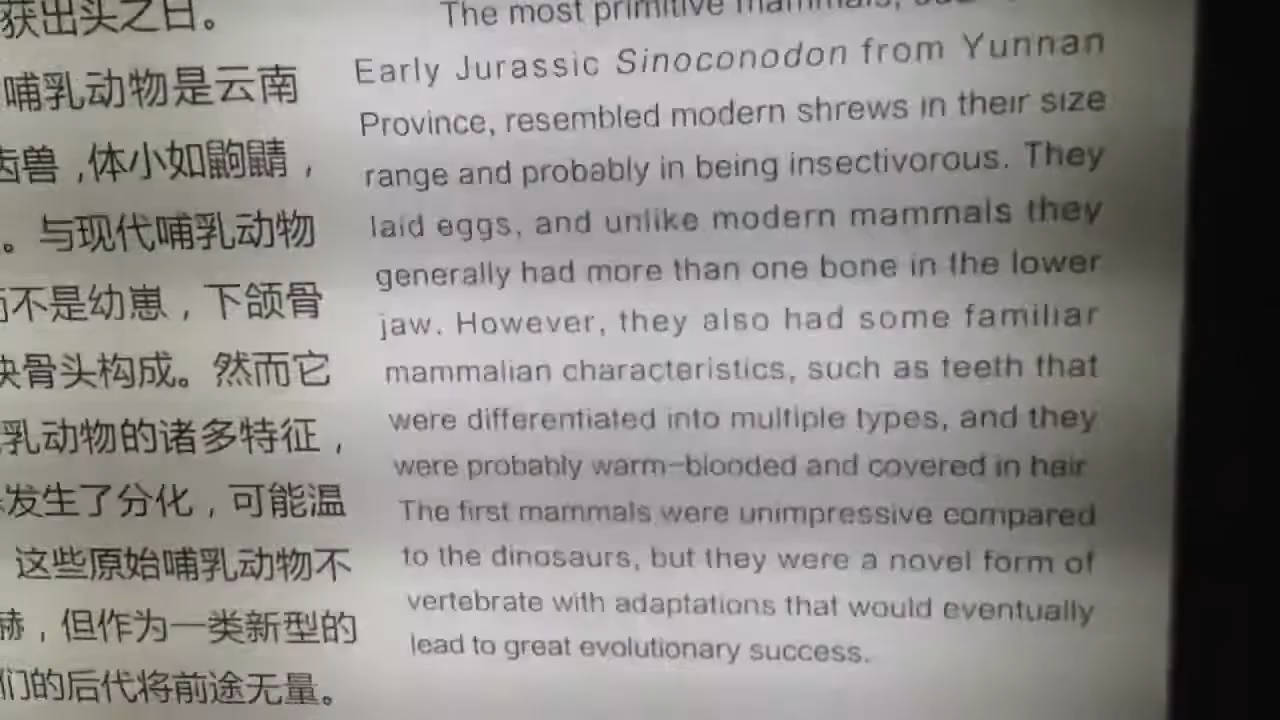 获出头之日。
哺乳动物是云南
齿兽，体小如鼩鼱，
。与现代哺乳动物
而不是幼崽，下颌骨
块骨头构成。然而它
乳动物的诸多特征，
发生了分化，可能温
这些原始哺乳动物不
赫，但作为一类新型的
们的后代将前途无量。
The most primitive mammals,
Early Jurassic Sinoconodon from Yunnan
Province, resembled modern shrews in their size
range and probably in being insectivorous. They
laid eggs, and unlike modern mammals they
generally had more than one bone in the lower
jaw. However, they also had some familiar
mammalian characteristics, such as teeth that
were differentiated into multiple types, and they
were probably warm-blooded and covered in hair
The first mammals were unimpressive compared
to the dinosaurs, but they were a novel form of
vertebrate with adaptations that would eventually
lead to great evolutionary success.